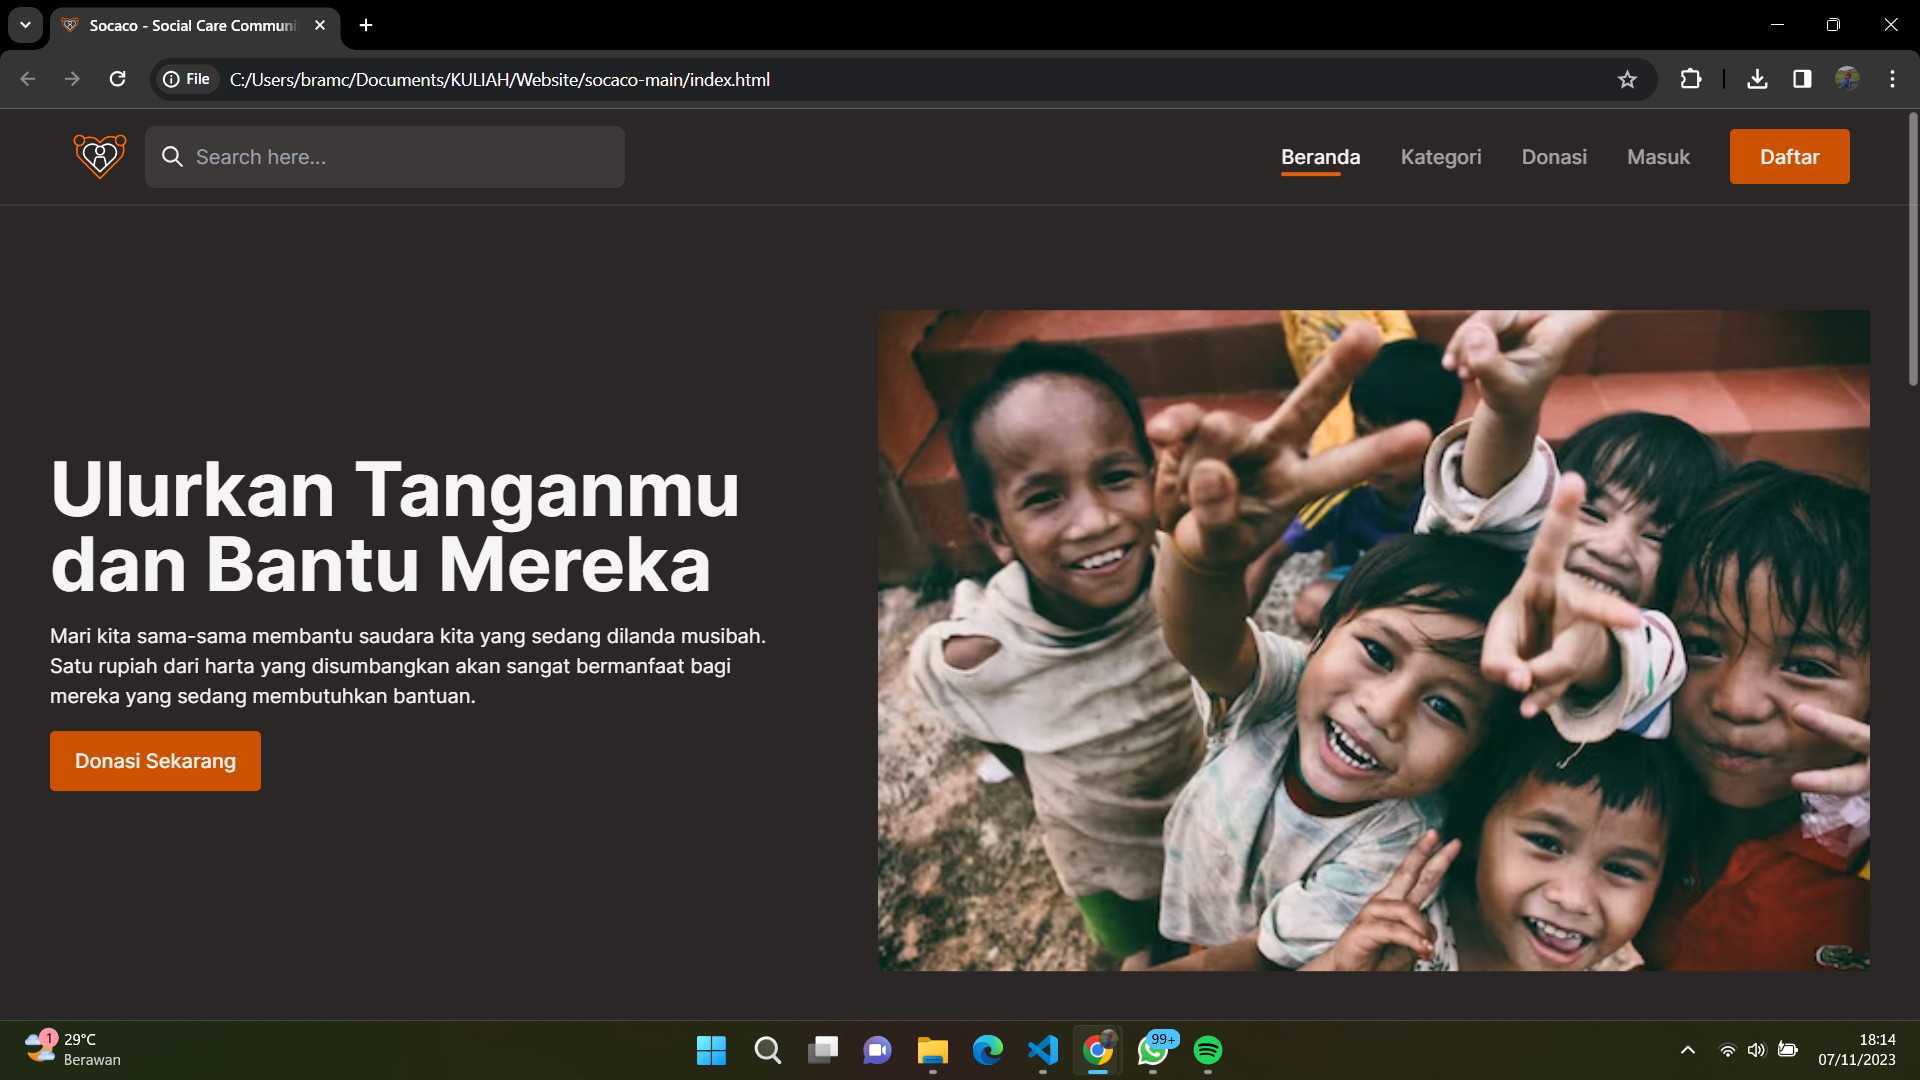 Socaco - Social Care Communi
File
C:/Users/bramc/Documents/KULIAH/Website/socaco-main/index.html
Search here...
Beranda
Kategori
Donasi
Masuk
Daftar
Ulurkan Tanganmu
dan Bantu Mereka
Mari kita sama-sama membantu saudara kita yang sedang dilanda musibah.
Satu rupiah dari harta yang disumbangkan akan sangat bermanfaat bagi
mereka yang sedang membutuhkan bantuan.
Donasi Sekarang
1
29°C
Berawan
99+
18:14
07/11/2023